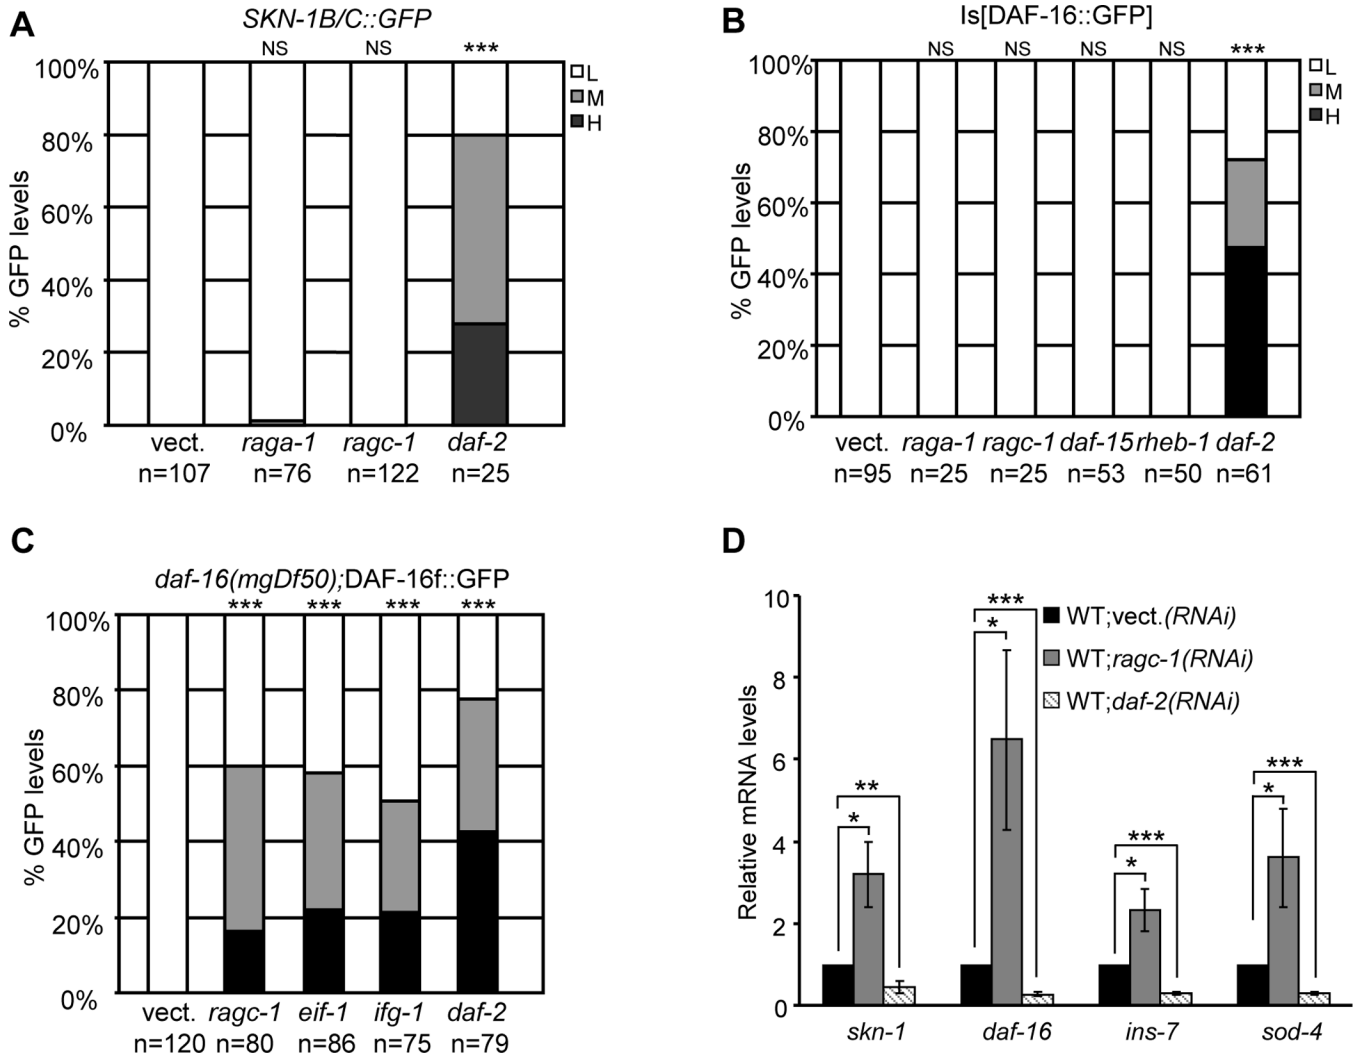 A
SKN-1B/C::GFP
NS NS ***
100%
80%
60%
40%
20%
0%
% GFP levels
L
M
H
vect. raga-1 ragc-1 daf-2
n=107 n=76 n=122 n=25
B
Is[DAF-16::GFP]
NS NS NS NS ***
100%
80%
60%
40%
20%
0%
% GFP levels
L
M
H
vect. raga-1 ragc-1 daf-15 rheb-1 daf-2
n=95 n=25 n=25 n=53 n=50 n=61
C
daf-16(mgDf50);DAF-16f::GFP
*** *** *** ***
100%
80%
60%
40%
20%
0%
% GFP levels
vect. ragc-1 eif-1 ifg-1 daf-2
n=120 n=80 n=86 n=75 n=79
D
10
8
6
4
2
0
Relative mRNA levels
WT;vect.(RNAi)
WT;ragc-1(RNAi)
WT;daf-2(RNAi)
**
*
***
*
***
*
***
*
skn-1 daf-16 ins-7 sod-4